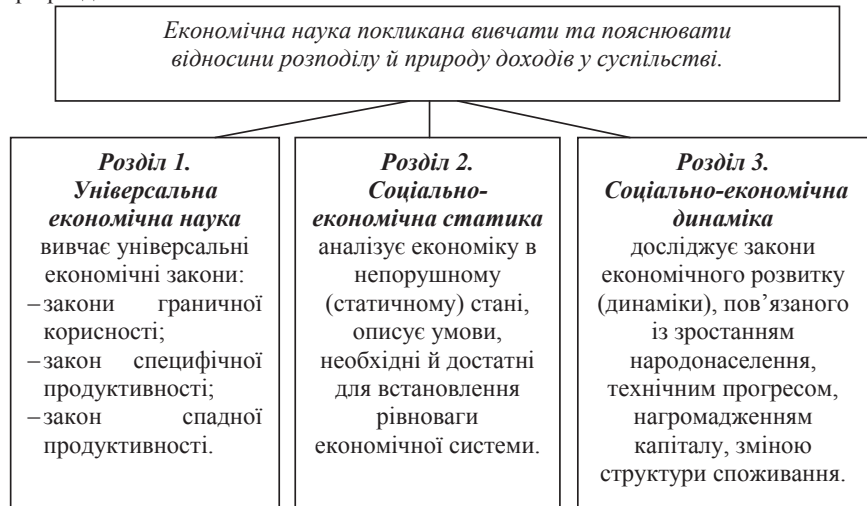 Економічна наука покликана вивчати та пояснювати
відносини розподілу й природу доходів у суспільстві.
Розділ 1.
Універсальна
економічна наука
вивчає універсальні
економічні закони:
–закони граничної
корисності;
–закон специфічної
продуктивності;
–закон спадної
продуктивності.
Розділ 2.
Соціально-
економічна статика
аналізує економіку в
непорушному
(статичному) стані,
описує умови,
необхідні й достатні
для встановлення
рівноваги
економічної системи.
Розділ 3.
Соціально-економічна
динаміка
досліджує закони
економічного розвитку
(динаміки), пов’язаного
із зростанням
народонаселення,
технічним прогресом,
нагромадженням
капіталу, зміною
структури споживання.